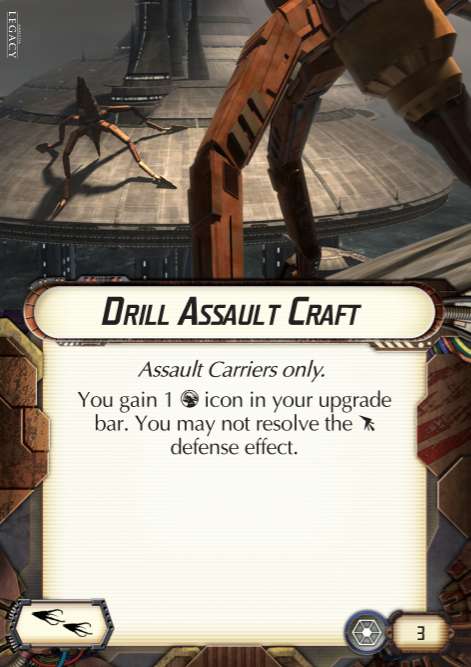 LEGACY
DRILL ASSAULT CRAFT
Assault Carriers only.
You gain 1 icon in your upgrade
bar. You may not resolve the
defense effect.
3